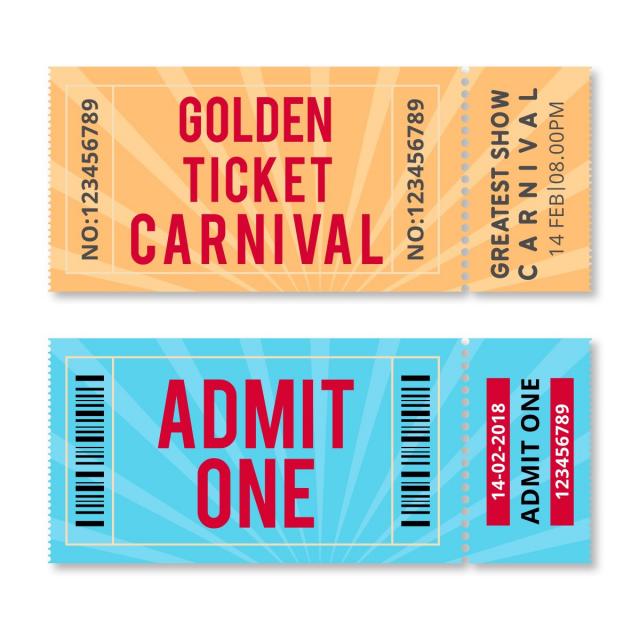 NO:123456789
GOLDEN
TICKET
CARNIVAL
NO:123456789
GREATEST SHOW
CARNIVAL
14 FEB|08.00PM
ADMIT
ONE
14-02-2018
ADMIT ONE
123456789